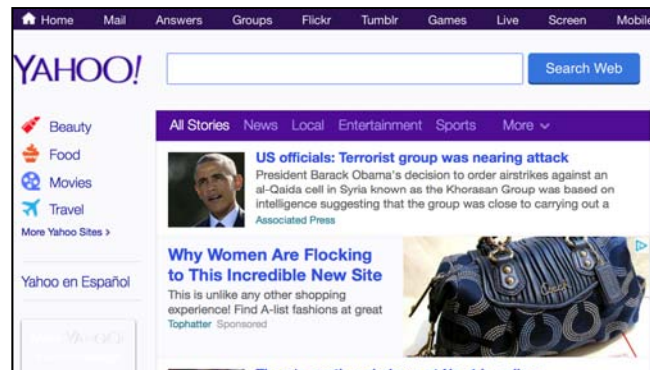 Home Mail Answers Groups Flickr Tumblr Games Live Screen Mobile
YAHOO!
Search Web
Beauty
Food
Movies
Travel
More Yahoo Sites >
Yahoo en Español
All Stories News Local Entertainment Sports More
US officials: Terrorist group was nearing attack
President Barack Obama's decision to order airstrikes against an
al-Qaida cell in Syria known as the Khorasan Group was based on
intelligence suggesting that the group was close to carrying out a
Associated Press
Why Women Are Flocking
to This Incredible New Site
This is unlike any other shopping
experience! Find A-list fashions at great
Tophatter Sponsored